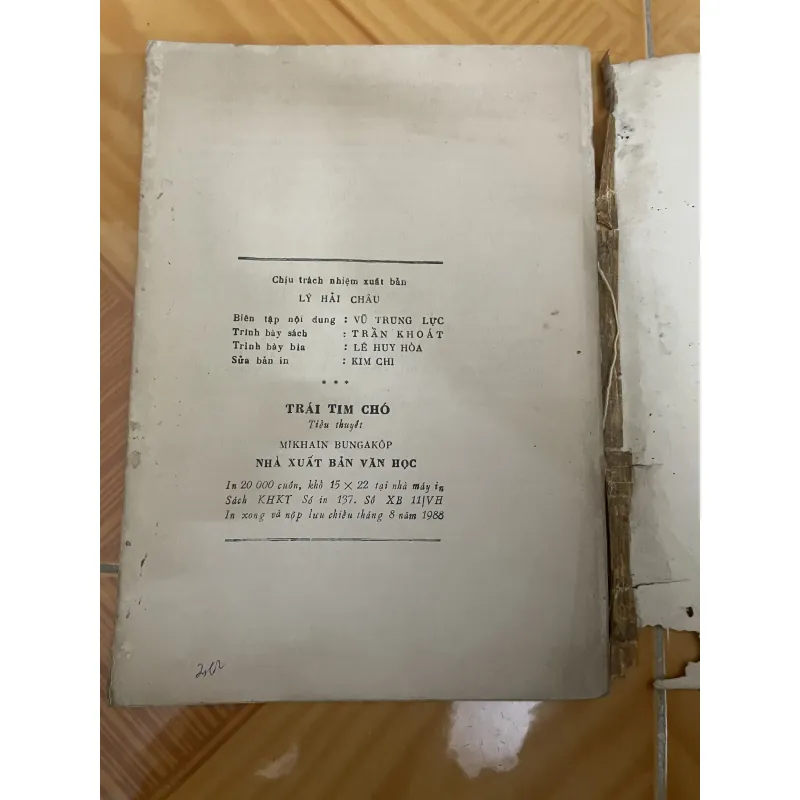 Chịu trách nhiệm xuất bản
LÝ HẢI CHÂU
Biên tập nội dung : VŨ TRUNG LỰC
Trình bày sách : TRẦN KHOÁT
Trình bày bìa : LÊ HUY HÒA
Sửa bản in : KIM CHI
* * *
TRÁI TIM CHÓ
Tiểu thuyết
MIKHAIN BUNGAKÔP
NHÀ XUẤT BẢN VĂN HỌC
In 20 000 cuốn, khổ 15 × 22 tại nhà máy in
Sách KHKT Số in 137. Số XB 11/VH
In xong và nộp lưu chiểu tháng 8 năm 1988